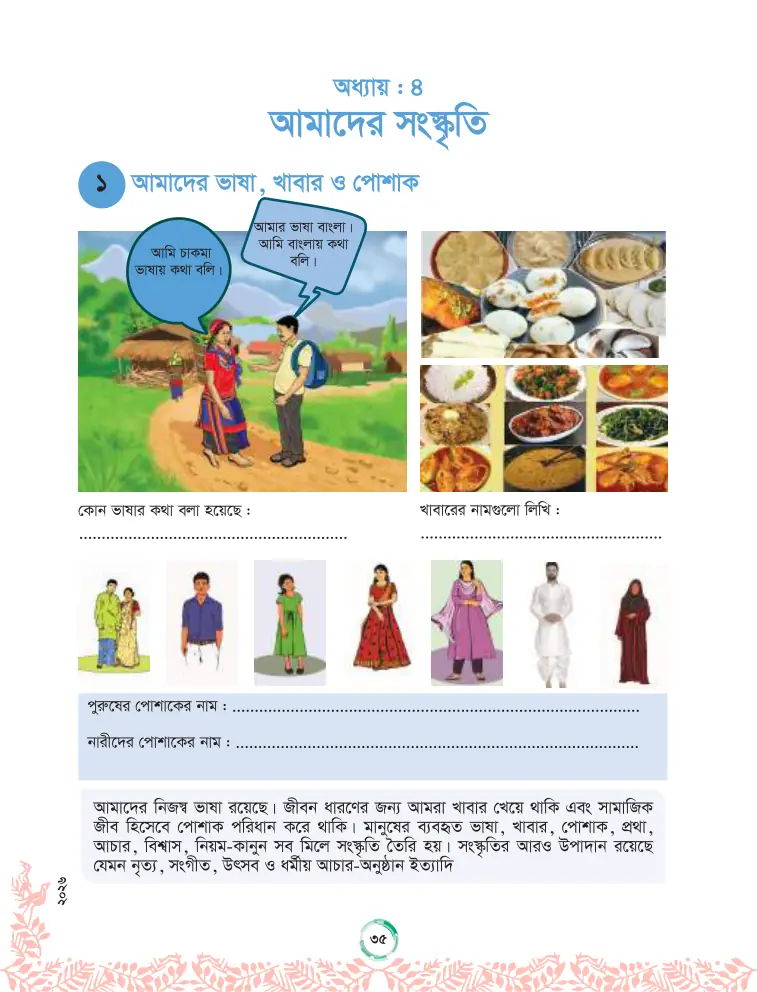 অধ্যায় : ৪
আমাদের সংস্কৃতি
১ আমাদের ভাষা, খাবার ও পোশাক
আমি চাকমা
ভাষায় কথা বলি।
আমার ভাষা বাংলা।
আমি বাংলায় কথা
বলি।
কোন ভাষার কথা বলা হয়েছে :
............................................................
খাবারের নামগুলো লিখি :
......................................................
পুরুষের পোশাকের নাম : ...........................................................................................
নারীদের পোশাকের নাম : ..........................................................................................
আমাদের নিজস্ব ভাষা রয়েছে। জীবন ধারণের জন্য আমরা খাবার খেয়ে থাকি এবং সামাজিক
জীব হিসেবে পোশাক পরিধান করে থাকি। মানুষের ব্যবহৃত ভাষা, খাবার, পোশাক, প্রথা,
আচার, বিশ্বাস, নিয়ম-কানুন সব মিলে সংস্কৃতি তৈরি হয়। সংস্কৃতির আরও উপাদান রয়েছে
যেমন নৃত্য, সংগীত, উৎসব ও ধর্মীয় আচার-অনুষ্ঠান ইত্যাদি
২০২৬
৩৫